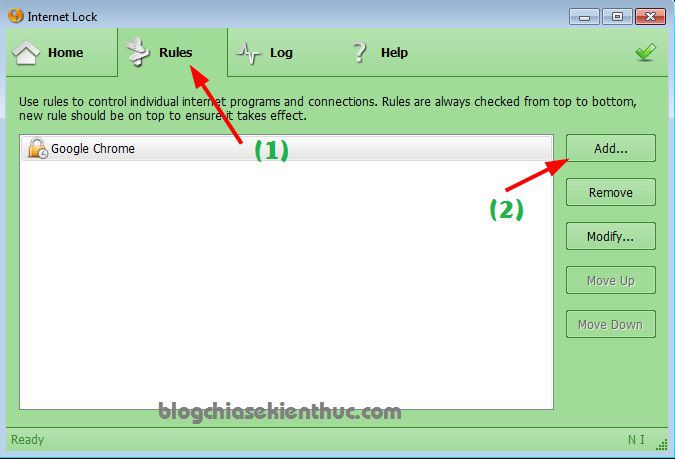 Internet Lock
Home
Rules
Log
Help
Use rules to control individual internet programs and connections. Rules are always checked from top to bottom,
new rule should be on top to ensure it takes effect.
Google Chrome
(1)
Add...
(2)
Remove
Modify...
Move Up
Move Down
blogchiasekienthuc.com
Ready
N I